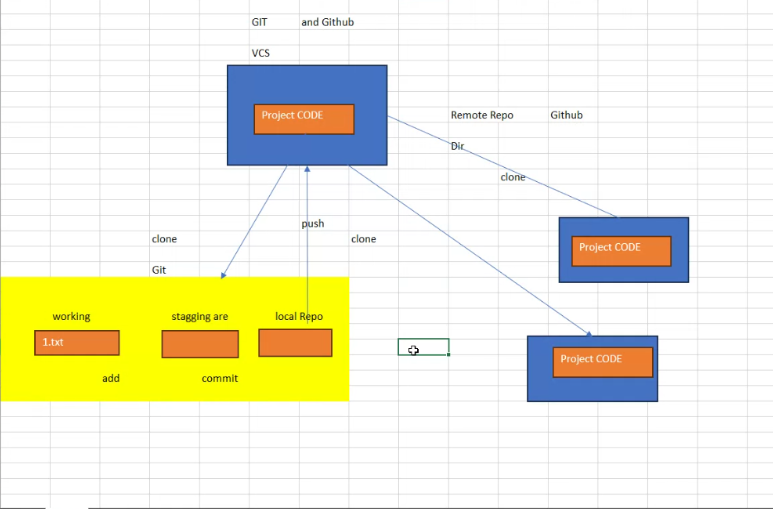 GIT and Github
VCS
Project CODE
Remote Repo Github
Dir
clone
push
clone clone
Project CODE
Git
working stagging are local Repo
1.txt
Project CODE
add commit